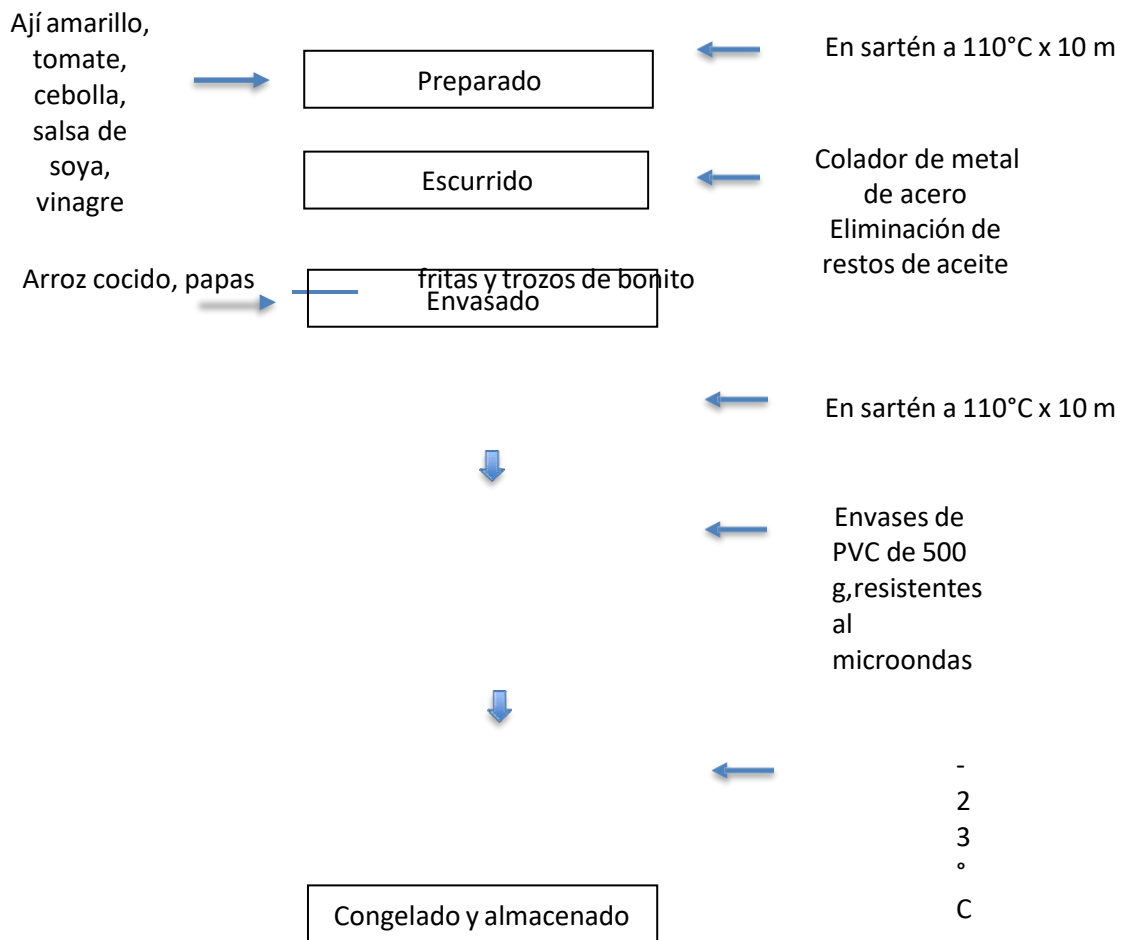 Ají amarillo,
tomate,
cebolla,
salsa de
soya,
vinagre
En sartén a 110°C x 10 m
Preparado
Escurrido
Colador de metal
de acero
Eliminación de
restos de aceite
Arroz cocido, papas fritas y trozos de bonito
Envasado
En sartén a 110°C x 10 m
Envases de
PVC de 500
g,resistentes
al
microondas
-
2
3
°
C
Congelado y almacenado